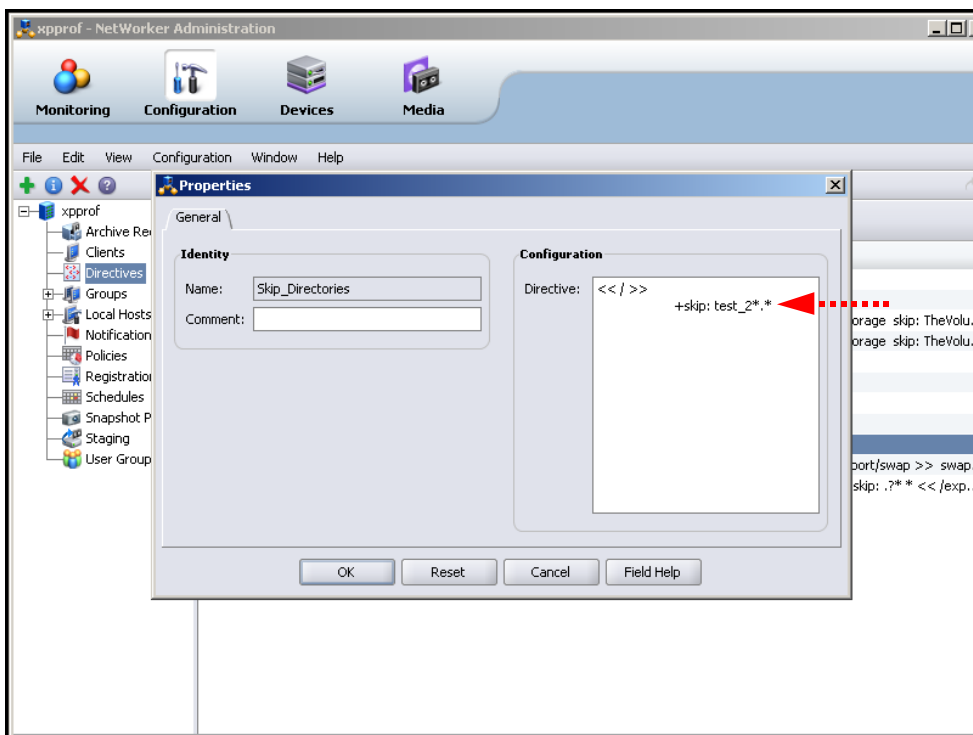 xpprof - NetWorker Administration
Monitoring Configuration Devices Media
File Edit View Configuration Window Help
Properties
xpprof
Archive Re
Clients
Directives
Groups
Local Hosts
Notification
Policies
Registration
Schedules
Snapshot P
Staging
User Group
General
Identity
Name: Skip_Directories
Comment:
Configuration
Directive: << / >>
+skip: test_2*.*
OK Reset Cancel Field Help
orage skip: TheVolu.
orage skip: TheVolu.
port/swap >> swap.
skip: .?* * << /exp..